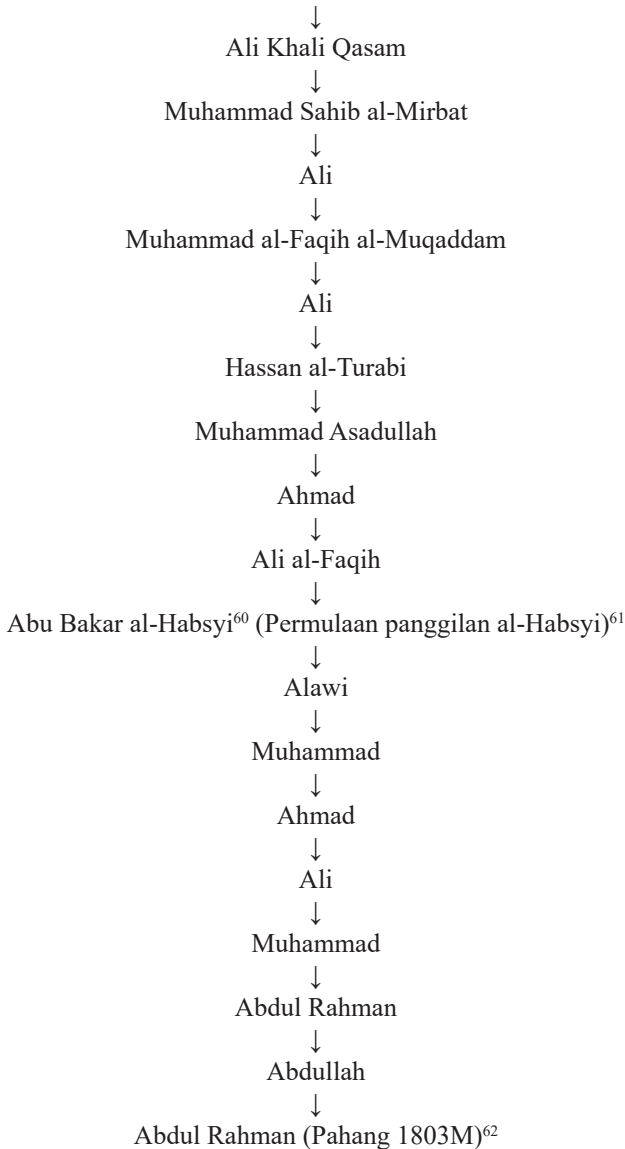 ↓
Ali Khali Qasam
↓
Muhammad Sahib al-Mirbat
↓
Ali
↓
Muhammad al-Faqih al-Muqaddam
↓
Ali
↓
Hassan al-Turabi
↓
Muhammad Asadullah
↓
Ahmad
↓
Ali al-Faqih
↓
Abu Bakar al-Habsyi⁶⁰ (Permulaan panggilan al-Habsyi)⁶¹
↓
Alawi
↓
Muhammad
↓
Ahmad
↓
Ali
↓
Muhammad
↓
Abdul Rahman
↓
Abdullah
↓
Abdul Rahman (Pahang 1803M)⁶²